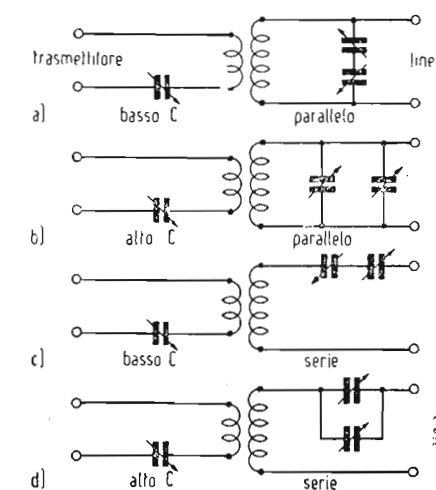 trasmettitore
line
a) basso C parallelo
b) alto C parallelo
c) basso C serie
d) alto C serie